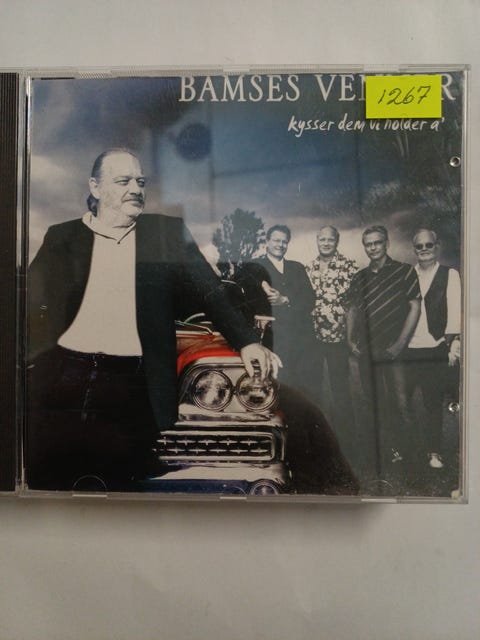 BAMSES VEN R
1267
kysser dem vi holder a'